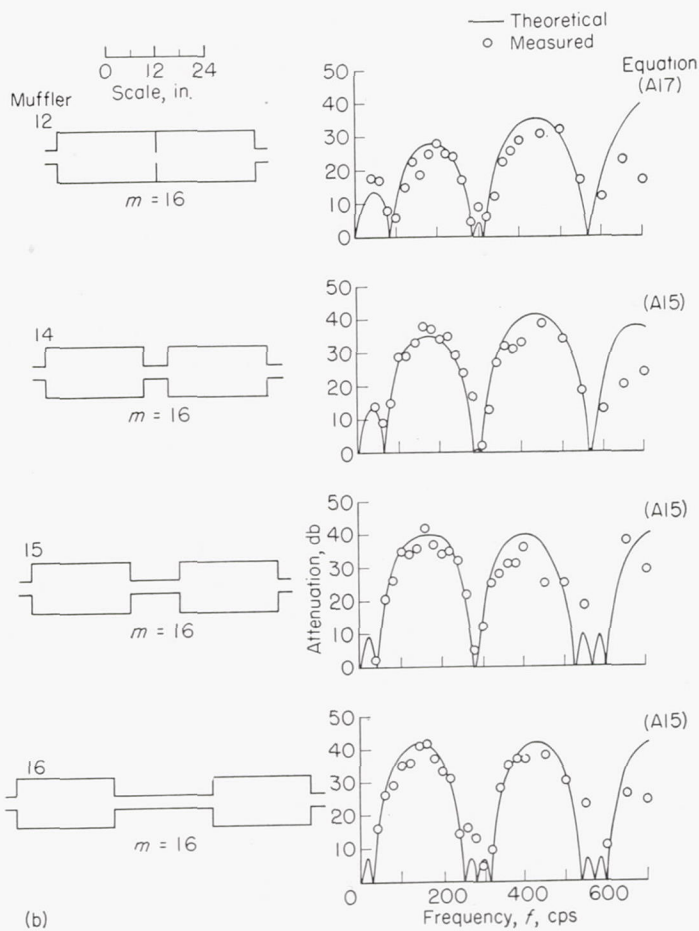 Theoretical
Measured
0 12 24
Scale, in.
Muffler
Equation
(A17)
12
m = 16
50
40
30
20
10
0
14
m = 16
(A15)
50
40
30
20
10
0
15
m = 16
(A15)
50
40
30
20
10
0
Attenuation, db
16
m = 16
(A15)
50
40
30
20
10
0 200 400 600
Frequency, f, cps
(b)